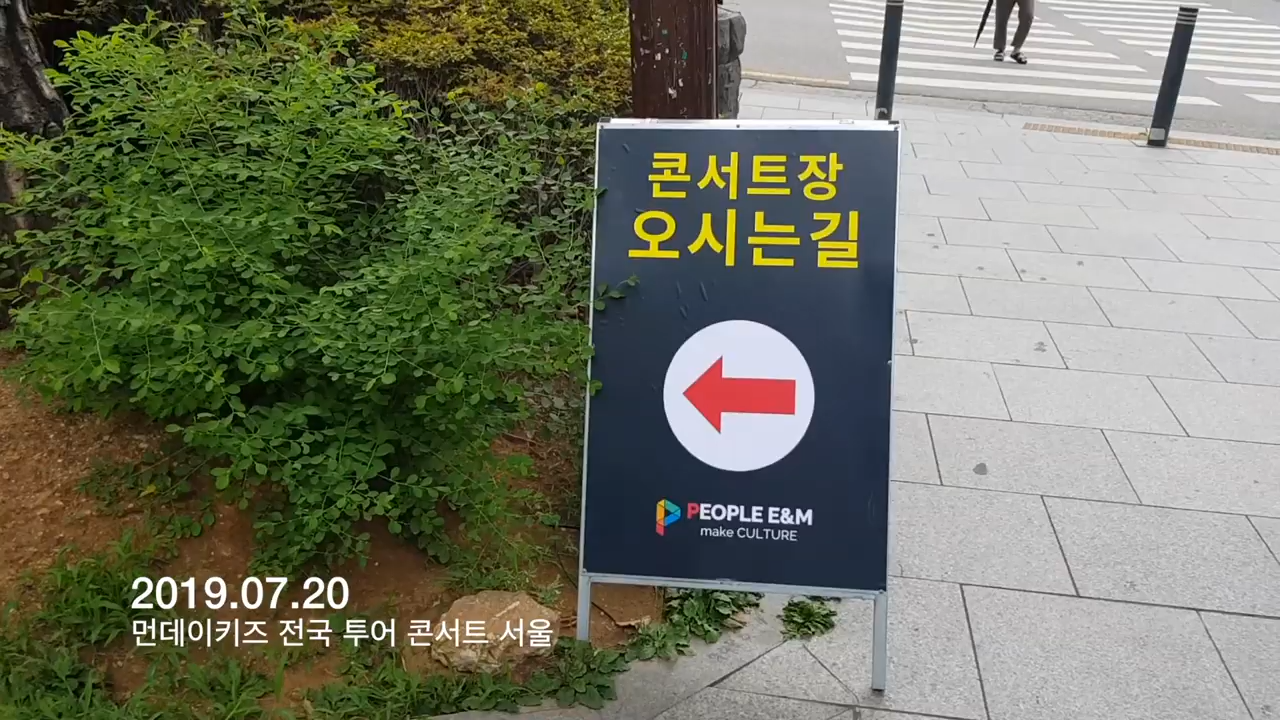 콘서트장
오시는길
PEOPLE E&M
make CULTURE
2019.07.20
먼데이키즈 전국 투어 콘서트 서울